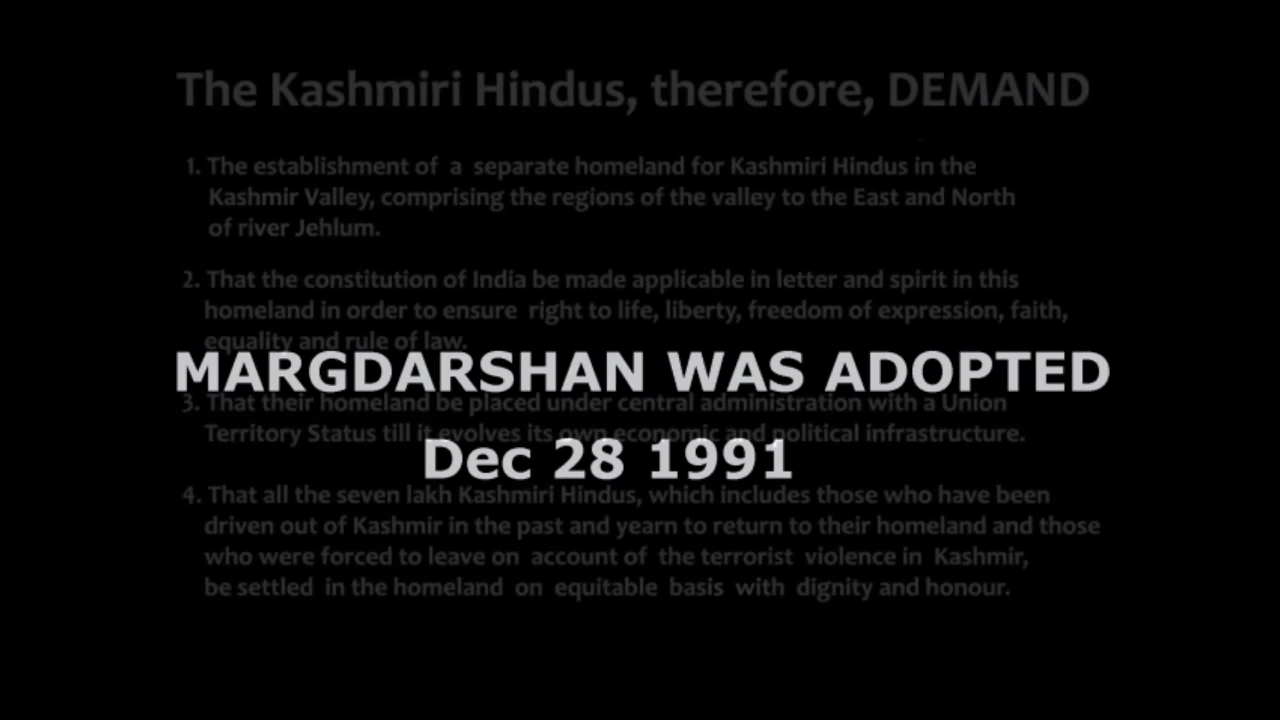 The Kashmiri Hindus, therefore, DEMAND
1. The establishment of a separate homeland for Kashmiri Hindus in the
Kashmir Valley, comprising the regions of the valley to the East and North
of river Jehlum.
2. That the constitution of India be made applicable in letter and spirit in this
homeland in order to ensure right to life, liberty, freedom of expression, faith,
equality and rule of law.
MARGDARSHAN WAS ADOPTED
3. That their homeland be placed under central administration with a Union
Territory Status till it evolves its own economic and political infrastructure.
Dec 28 1991
4. That all the seven lakh Kashmiri Hindus, which includes those who have been
driven out of Kashmir in the past and yearn to return to their homeland and those
who were forced to leave on account of the terrorist violence in Kashmir,
be settled in the homeland on equitable basis with dignity and honour.